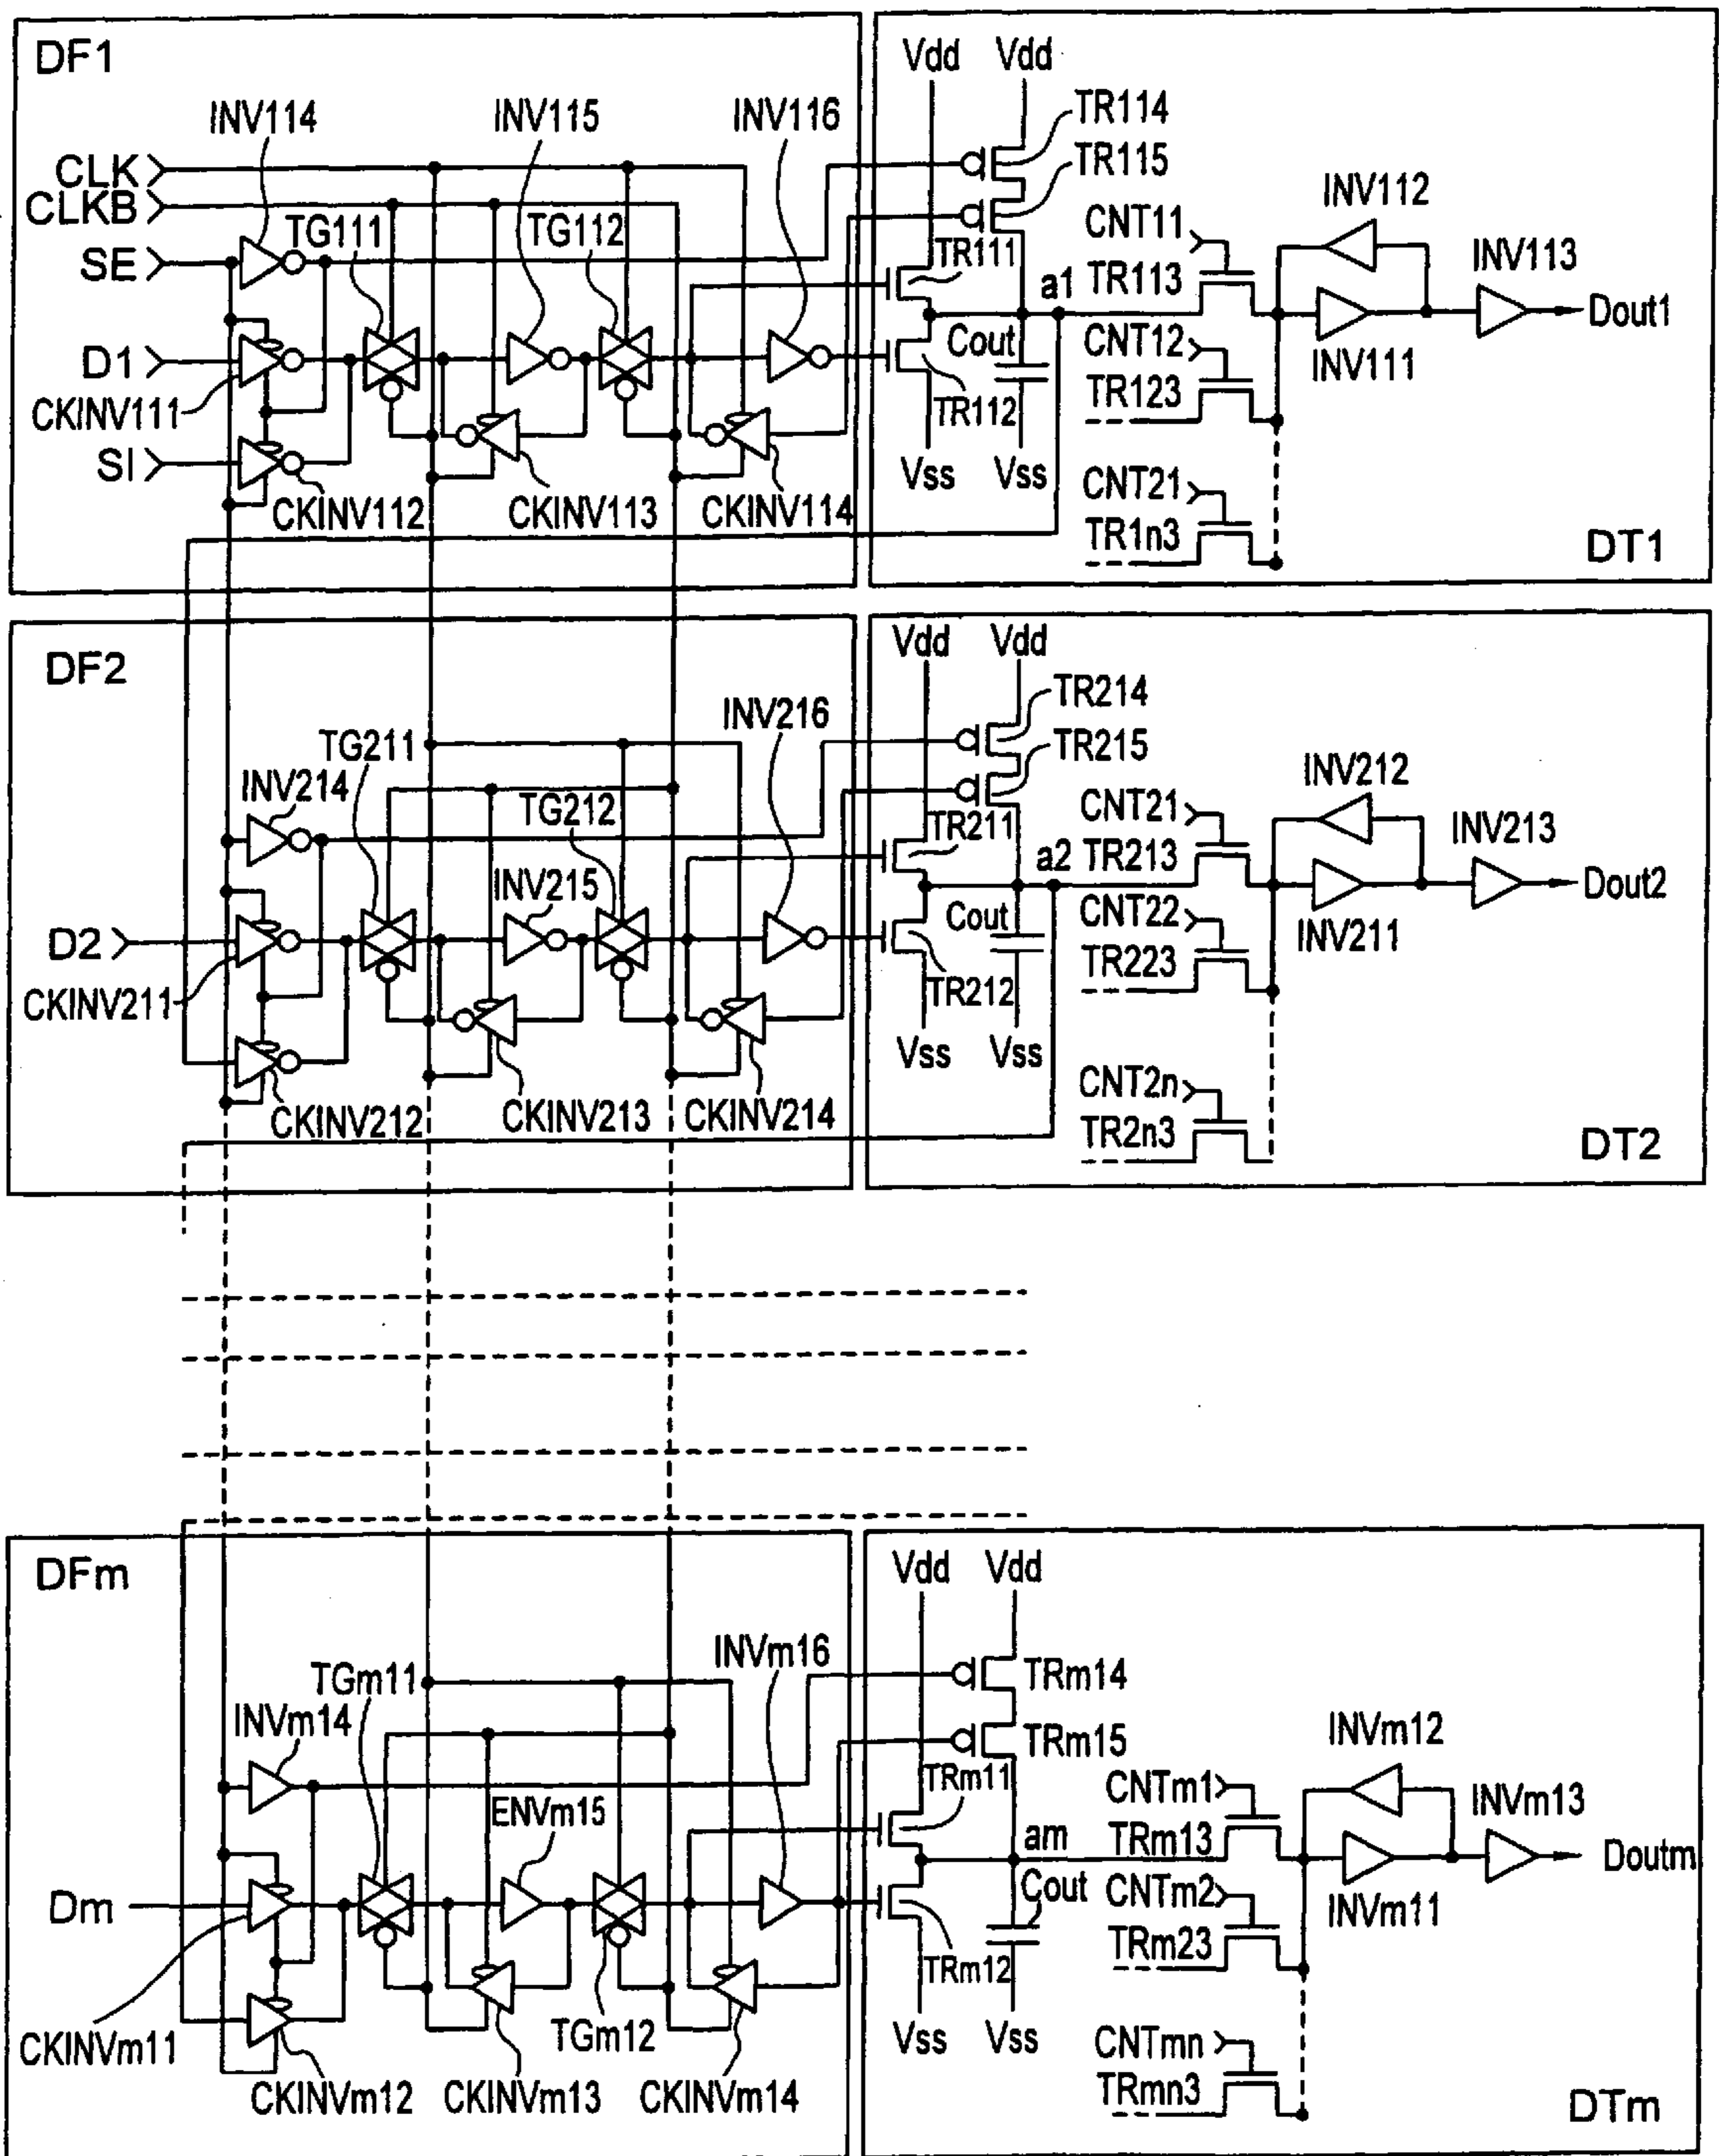 DF1
Vdd
Vdd
INV114
INV115
INV116
TR114
TR115
CLK
CLKB
TG111
TG112
SE
TR111
a1
CNT11
TR113
INV112
INV113
Dout1
D1
Cout
CNT12
TR123
INV111
CKINV111
TR112
SI
Vss
Vss
CNT21
TR1n3
CKINV112
CKINV113
CKINV114
DT1
DF2
Vdd
Vdd
TR214
INV216
TR215
TG211
INV214
TG212
TR211
INV212
CNT21
a2
TR213
INV213
INV215
Dout2
D2
Cout
CNT22
TR223
INV211
CKINV211
TR212
Vss
Vss
CNT2n
TR2n3
CKINV212
CKINV213
CKINV214
DT2
DFm
Vdd
Vdd
INVm16
TGm11
TRm14
INVm14
TRm15
INVm12
TRm11
CNTm1
INVm13
ENVm15
am
TRm13
Doutm
Dm
Cout
CNTm2
INVm11
TRm23
TRm12
CKINVm11
TGm12
Vss
Vss
CNTmn
TRmn3
CKINVm12
CKINVm13
CKINVm14
DTm